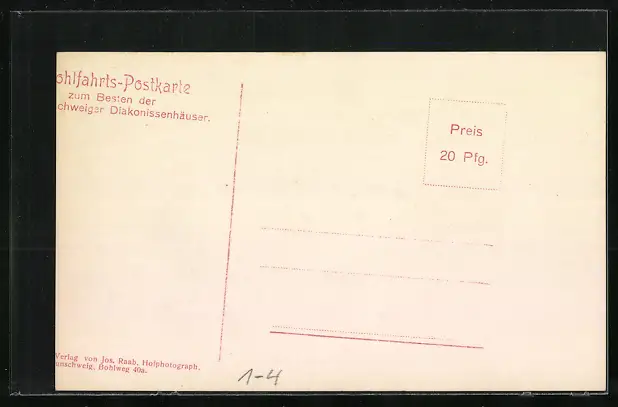 ohlfahrts-Postkarte
zum Besten der
chweiger Diakonissenhäuser.
Preis
20 Pfg.
Verlag von Jos. Raab, Hofphotograph,
unschweig, Bohlweg 40a.
1-4